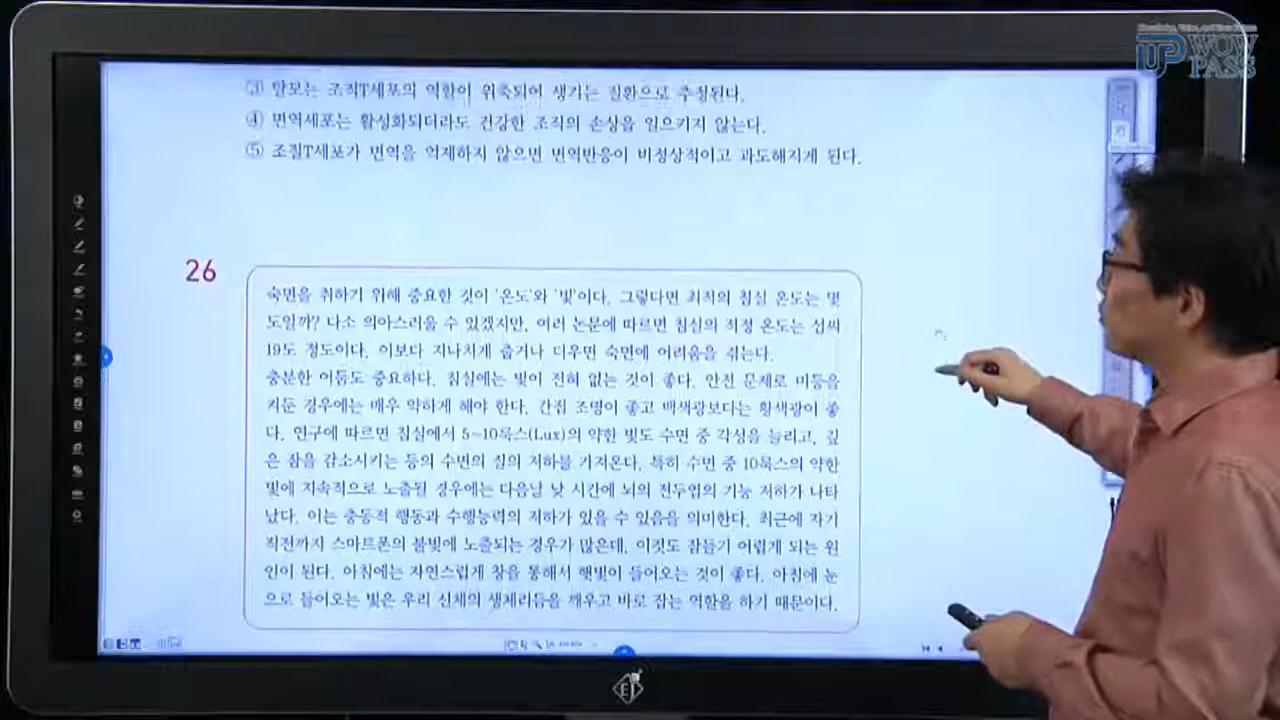 WOW
PASS
③ 탈모는 조직T세포의 역할이 위축되어 생기는 질환으로 추정된다.
④ 면역세포는 활성화되더라도 건강한 조직의 손상을 일으키지 않는다.
⑤ 조절T세포가 면역을 억제하지 않으면 면역반응이 비정상적이고 과도해지게 된다.
26
숙면을 취하기 위해 중요한 것이 '온도'와 '빛'이다. 그렇다면 최적의 침실 온도는 몇
도일까? 다소 의아스러울 수 있겠지만, 여러 논문에 따르면 침실의 적정 온도는 섭씨
19도 정도이다. 이보다 지나치게 춥거나 더우면 숙면에 어려움을 겪는다.
충분한 어둠도 중요하다. 침실에는 빛이 전혀 없는 것이 좋다. 안전 문제로 미등을
켜둔 경우에는 매우 약하게 해야 한다. 간접 조명이 좋고 백색광보다는 황색광이 좋
다. 연구에 따르면 침실에서 5~10룩스(Lux)의 약한 빛도 수면 중 각성을 늘리고, 깊
은 잠을 감소시키는 등의 수면의 질의 저하를 가져온다. 특히 수면 중 10룩스의 약한
빛에 지속적으로 노출될 경우에는 다음날 낮 시간에 뇌의 전두엽의 기능 저하가 나타
났다. 이는 충동적 행동과 수행능력의 저하가 있을 수 있음을 의미한다. 최근에 자기
직전까지 스마트폰의 불빛에 노출되는 경우가 많은데, 이것도 잠들기 어렵게 되는 원
인이 된다. 아침에는 자연스럽게 창을 통해서 햇빛이 들어오는 것이 좋다. 아침에 눈
으로 들어오는 빛은 우리 신체의 생체리듬을 깨우고 바로 잡는 역할을 하기 때문이다.